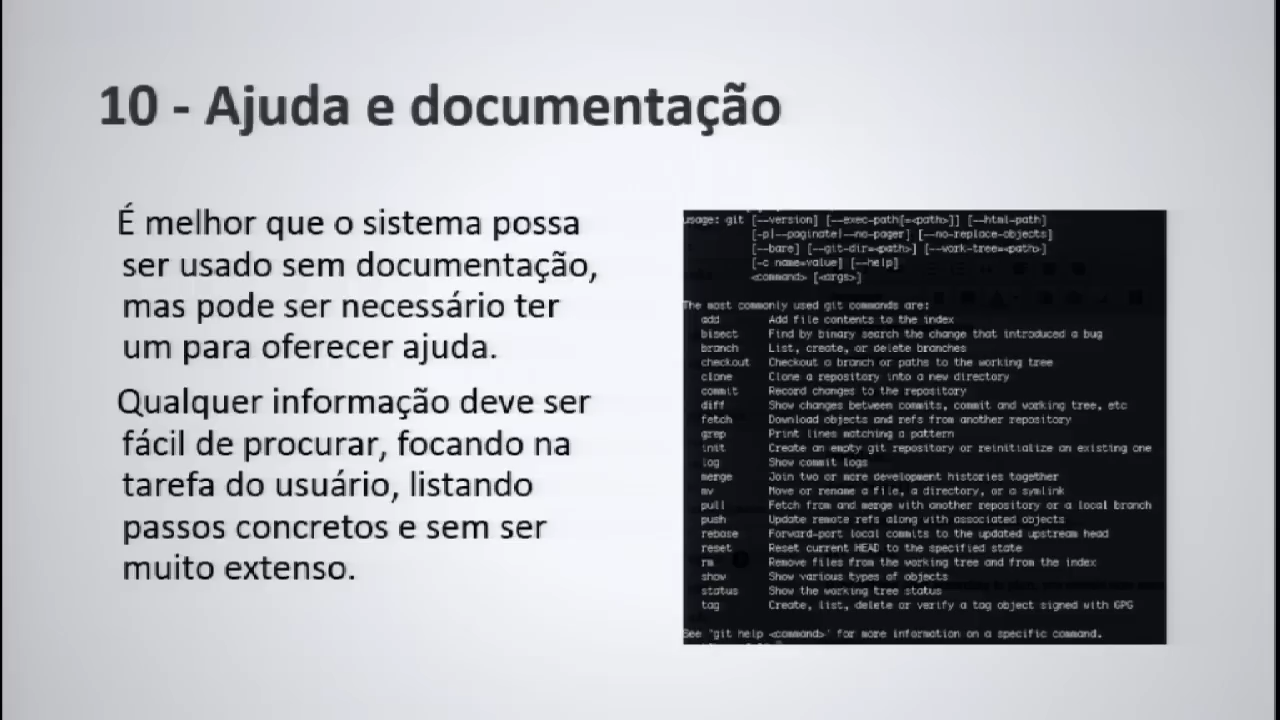 10 - Ajuda e documentação
É melhor que o sistema possa
ser usado sem documentação,
mas pode ser necessário ter
um para oferecer ajuda.
Qualquer informação deve ser
fácil de procurar, focando na
tarefa do usuário, listando
passos concretos e sem ser
muito extenso.
usage: git [--version] [--exec-path[=<path>]] [--html-path]
[-p|--paginate|--no-pager] [--no-replace-objects]
[--bare] [--git-dir=<path>] [--work-tree=<path>]
[-c name=value] [--help]
<command> [<args>]
The most commonly used git commands are:
add Add file contents to the index
bisect Find by binary search the change that introduced a bug
branch List, create, or delete branches
checkout Checkout a branch or paths to the working tree
clone Clone a repository into a new directory
commit Record changes to the repository
diff Show changes between commits, commit and working tree, etc
fetch Download objects and refs from another repository
grep Print lines matching a pattern
init Create an empty git repository or reinitialize an existing one
log Show commit logs
merge Join two or more development histories together
mv Move or rename a file, a directory, or a symlink
pull Fetch from and merge with another repository or a local branch
push Update remote refs along with associated objects
rebase Forward-port local commits to the updated upstream head
reset Reset current HEAD to the specified state
rm Remove files from the working tree and from the index
show Show various types of objects
status Show the working tree status
tag Create, list, delete or verify a tag object signed with GPG
See 'git help <command>' for more information on a specific command.